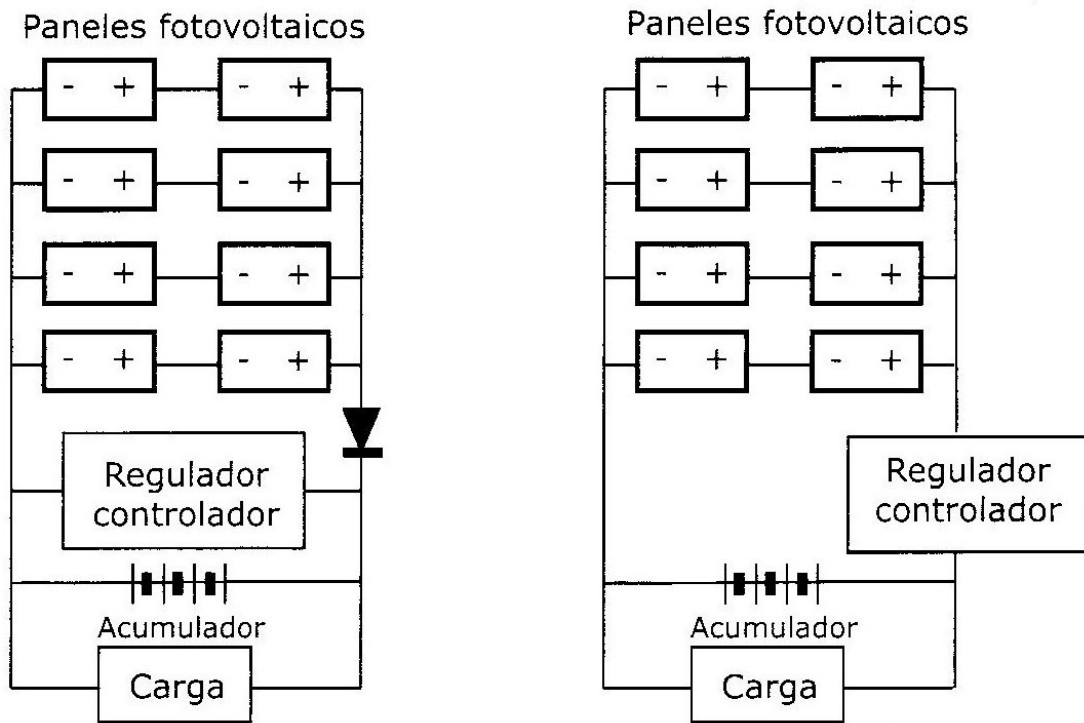 Paneles fotovoltaicos
- + - +
- + - +
- + - +
- + - +
Regulador
controlador
Acumulador
Carga
Paneles fotovoltaicos
- + - +
- + - +
- + - +
- + - +
Regulador
controlador
Acumulador
Carga